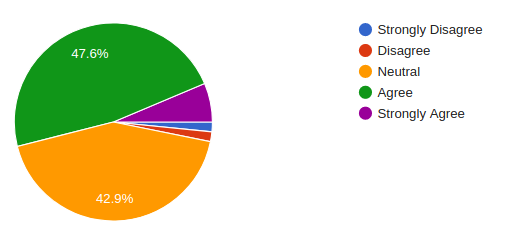 47.6%
42.9%
Strongly Disagree
Disagree
Neutral
Agree
Strongly Agree